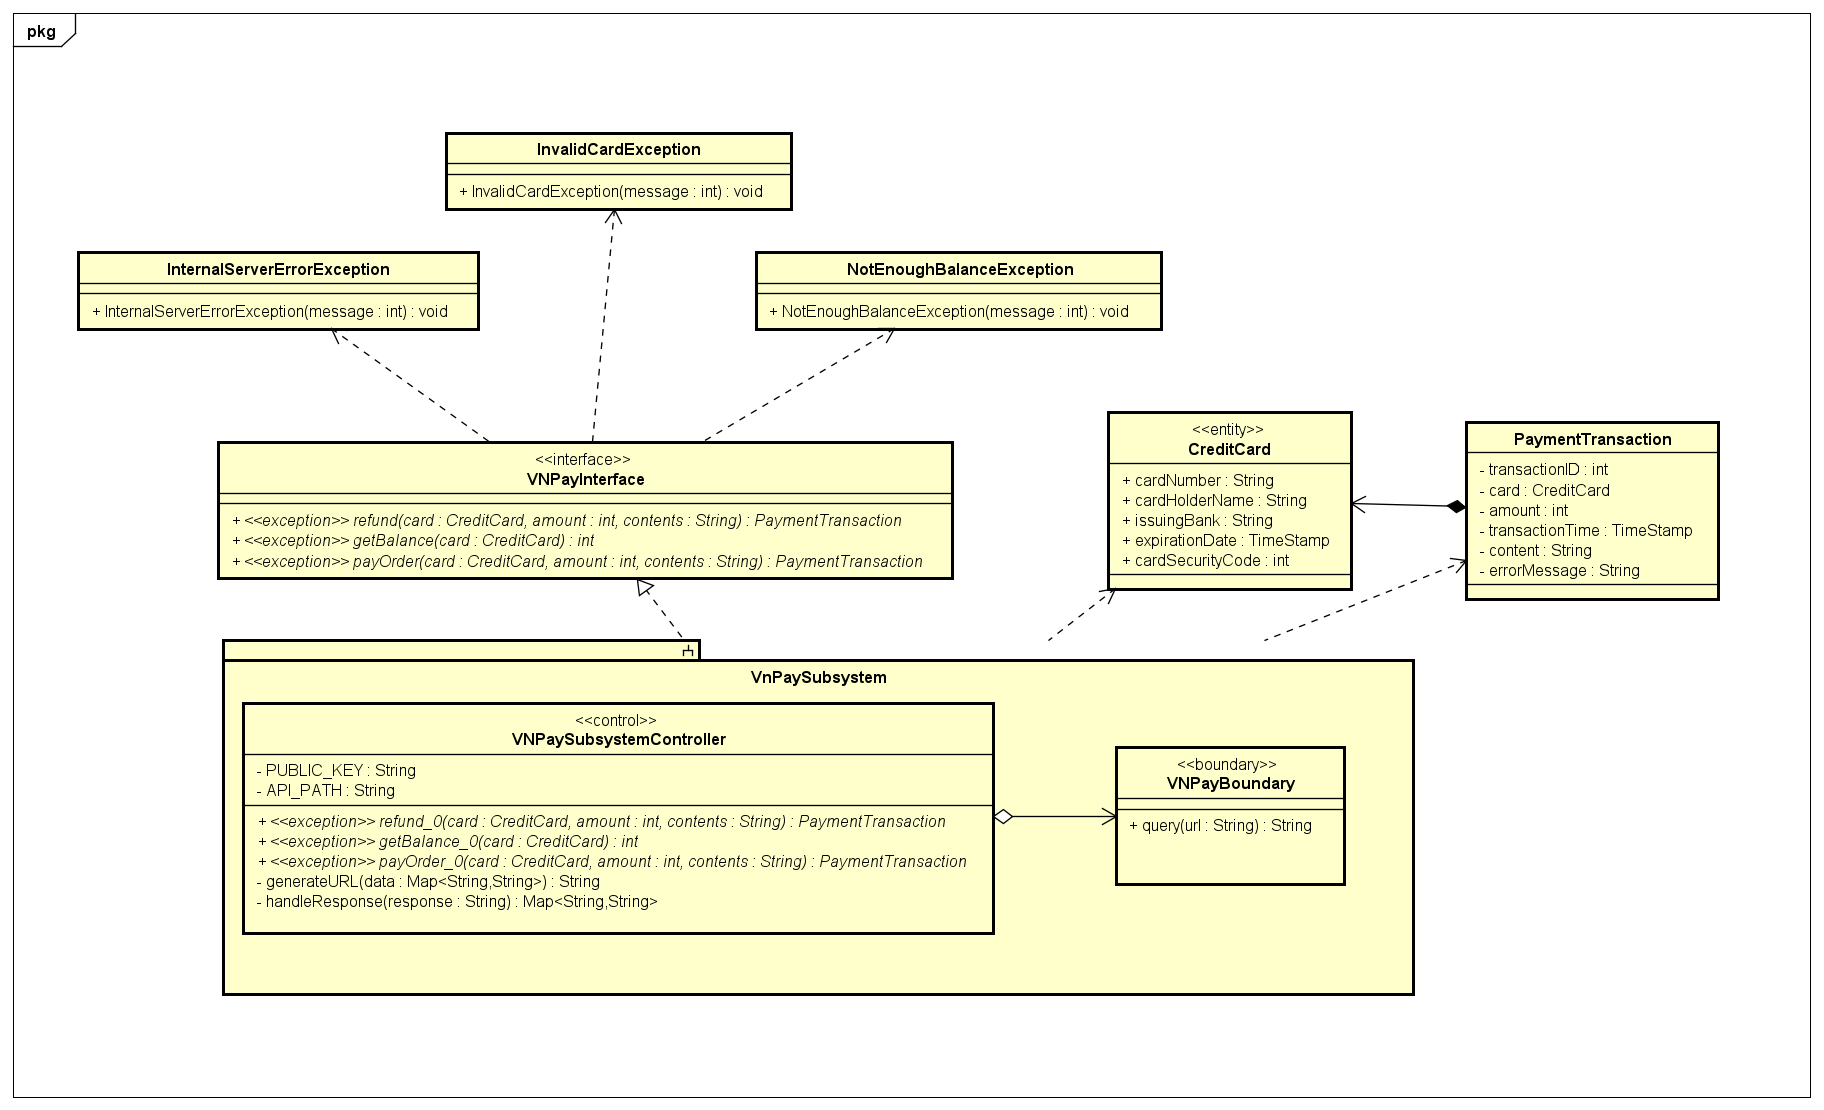 pkg
InvalidCardException
+ InvalidCardException(message : int) : void
InternalServerErrorException
+ InternalServerErrorException(message : int) : void
NotEnoughBalanceException
+ NotEnoughBalanceException(message : int) : void
<<interface>>
VNPayInterface
+ <<exception>> refund(card : CreditCard, amount : int, contents : String) : PaymentTransaction
+ <<exception>> getBalance(card : CreditCard) : int
+ <<exception>> payOrder(card : CreditCard, amount : int, contents : String) : PaymentTransaction
<<entity>>
CreditCard
+ cardNumber : String
+ cardHolderName : String
+ issuingBank : String
+ expirationDate : TimeStamp
+ cardSecurityCode : int
PaymentTransaction
- transactionID : int
- card : CreditCard
- amount : int
- transactionTime : TimeStamp
- content : String
- errorMessage : String
VnPaySubsystem
<<control>>
VNPaySubsystemController
- PUBLIC_KEY : String
- API_PATH : String
+ <<exception>> refund_0(card : CreditCard, amount : int, contents : String) : PaymentTransaction
+ <<exception>> getBalance_0(card : CreditCard) : int
+ <<exception>> payOrder_0(card : CreditCard, amount : int, contents : String) : PaymentTransaction
- generateURL(data : Map<String,String>) : String
- handleResponse(response : String) : Map<String,String>
<<boundary>>
VNPayBoundary
+ query(url : String) : String